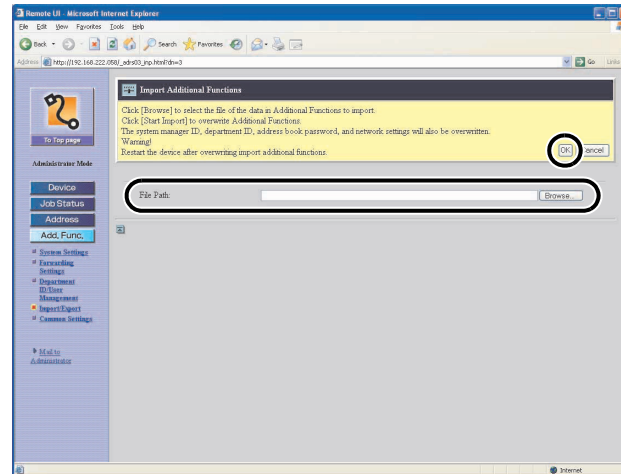 Remote UI - Microsoft Internet Explorer
File Edit View Favorites Tools Help
Back Search Favorites
Address http://192.168.222.058/_adrs03_inp.html?dn=3 Go Links
Import Additional Functions
Click [Browse] to select the file of the data in Additional Functions to import.
Click [Start Import] to overwrite Additional Functions.
The system manager ID, department ID, address book password, and network settings will also be overwritten.
Warning!
Restart the device after overwriting import additional functions.
OK Cancel
File Path: Browse...
To Top page
Administrator Mode
Device
Job Status
Address
Add. Func.
System Settings
Forwarding
Settings
Department
ID/User
Management
Import/Export
Common Settings
Mail to
Administrator
Internet